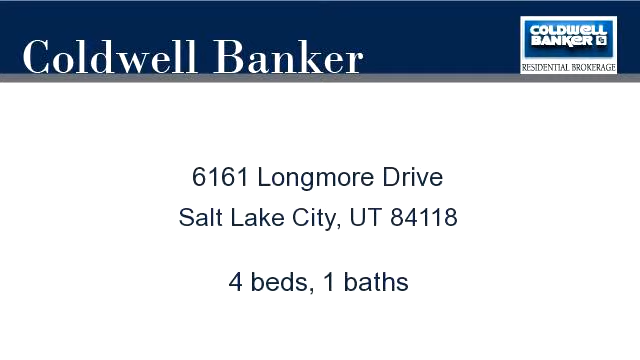 Coldwell Banker
COLDWELL
BANKER
RESIDENTIAL BROKERAGE
6161 Longmore Drive
Salt Lake City, UT 84118
4 beds, 1 baths